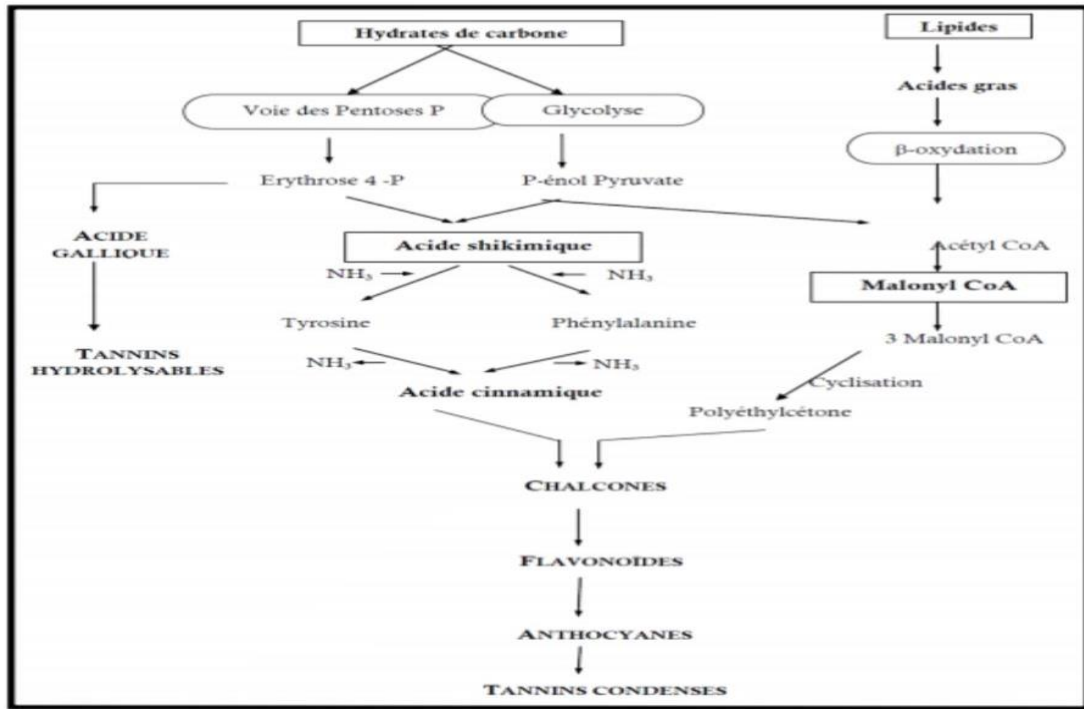 Hydrates de carbone
Lipides
Acides gras
Voie des Pentoses P
Glycolyse
β-oxydation
Erythrose 4 -P
P-énol Pyruvate
ACIDE
GALLIQUE
Acide shikimique
Acétyl CoA
NH₃
NH₃
Malonyl CoA
Tyrosine
Phénylalanine
3 Malonyl CoA
TANNINS
HYDROLYSABLES
NH₃
NH₃
Acide cinnamique
Cyclisation
Polyéthylcétone
CHALCONES
FLAVONOÏDES
ANTHOCYANES
TANNINS CONDENSES